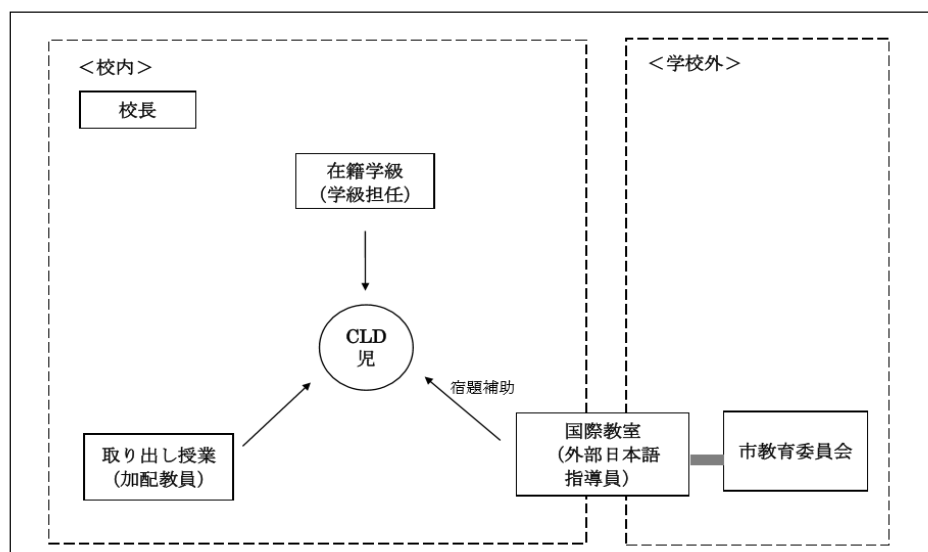 ＜校内＞
校長
在籍学級
（学級担任）
CLD
児
宿題補助
取り出し授業
（加配教員）
国際教室
（外部日本語
指導員）
＜学校外＞
市教育委員会